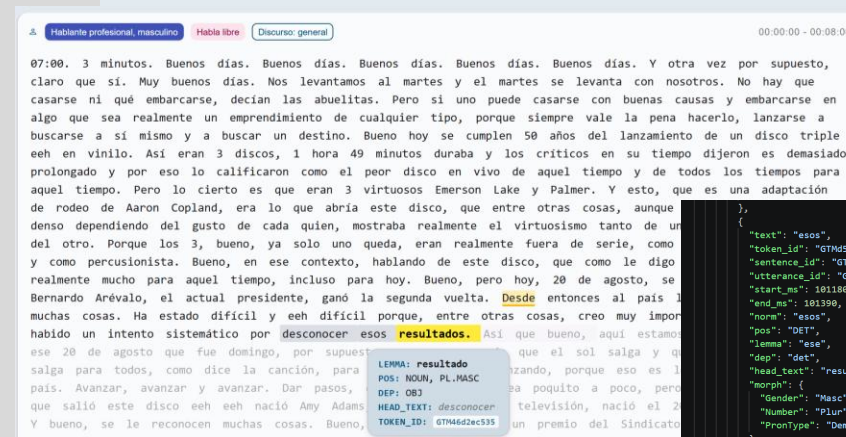 Hablante profesional, masculino Habla libre Discurso: general 00:00:00 - 00:08:0
07:00. 3 minutos. Buenos días. Buenos días. Buenos días. Buenos días. Buenos días. Y otra vez por supuesto,
claro que sí. Muy buenos días. Nos levantamos al martes y el martes se levanta con nosotros. No hay que
casarse ni qué embarcarse, decían las abuelitas. Pero si uno puede casarse con buenas causas y embarcarse en
algo que sea realmente un emprendimiento de cualquier tipo, porque siempre vale la pena hacerlo, lanzarse a
buscarse a sí mismo y a buscar un destino. Bueno hoy se cumplen 50 años del lanzamiento de un disco triple
eeh en vinilo. Así eran 3 discos, 1 hora 49 minutos duraba y los críticos en su tiempo dijeron es demasiado
prolongado y por eso lo calificaron como el peor disco en vivo de aquel tiempo y de todos los tiempos para
aquel tiempo. Pero lo cierto es que eran 3 virtuosos Emerson Lake y Palmer. Y esto, que es una adaptación
de rodeo de Aaron Copland, era lo que abría este disco, que entre otras cosas, aunque
denso dependiendo del gusto de cada quien, mostraba realmente el virtuosismo tanto de un
del otro. Porque los 3, bueno, ya solo uno queda, eran realmente fuera de serie, como
y como percusionista. Bueno, en ese contexto, hablando de este disco, que como le digo
realmente mucho para aquel tiempo, incluso para hoy. Bueno, pero hoy, 20 de agosto, se
Bernardo Arévalo, el actual presidente, ganó la segunda vuelta. Desde entonces al país l
muchas cosas. Ha estado difícil y eeh difícil porque, entre otras cosas, creo muy impor
habido un intento sistemático por desconocer esos resultados. Así que bueno, aquí estamos
ese 20 de agosto que fue domingo, por supuest que el sol salga y qu
salga para todos, como dice la canción, para nzando, porque eso es l
país. Avanzar, avanzar y avanzar. Dar pasos, ea poquito a poco, pero
que salió este disco eeh eeh nació Amy Adams televisión, nació el 2
Y bueno, se le reconocen muchas cosas. Bueno, un premio del Sindicato
LEMMA: resultado
POS: NOUN, PL.MASC
DEP: OBJ
HEAD_TEXT: desconocer
TOKEN_ID: GTM46d2ec535
},
{
"text": "esos",
"token_id": "GTMd5
"sentence_id": "GT
"utterance_id": "G
"start_ms": 101180
"end_ms": 101390,
"norm": "esos",
"pos": "DET",
"lemma": "ese",
"dep": "det",
"head_text": "resu
"morph": {
"Gender": "Masc"
"Number": "Plur"
"PronType": "Dem